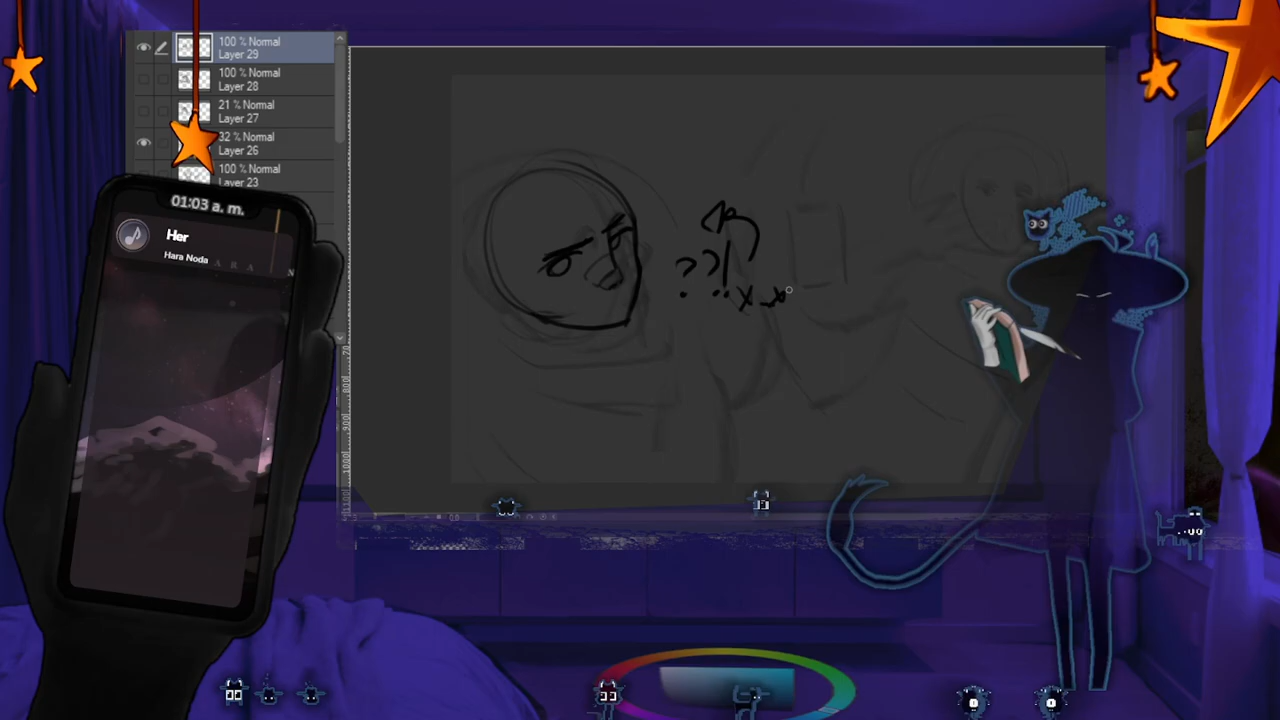 100 % Normal
Layer 29
100 % Normal
Layer 28
21 % Normal
Layer 27
32 % Normal
Layer 26
100 % Normal
Layer 23
01:03 a. m.
Her
Hara Noda
???!
x_x